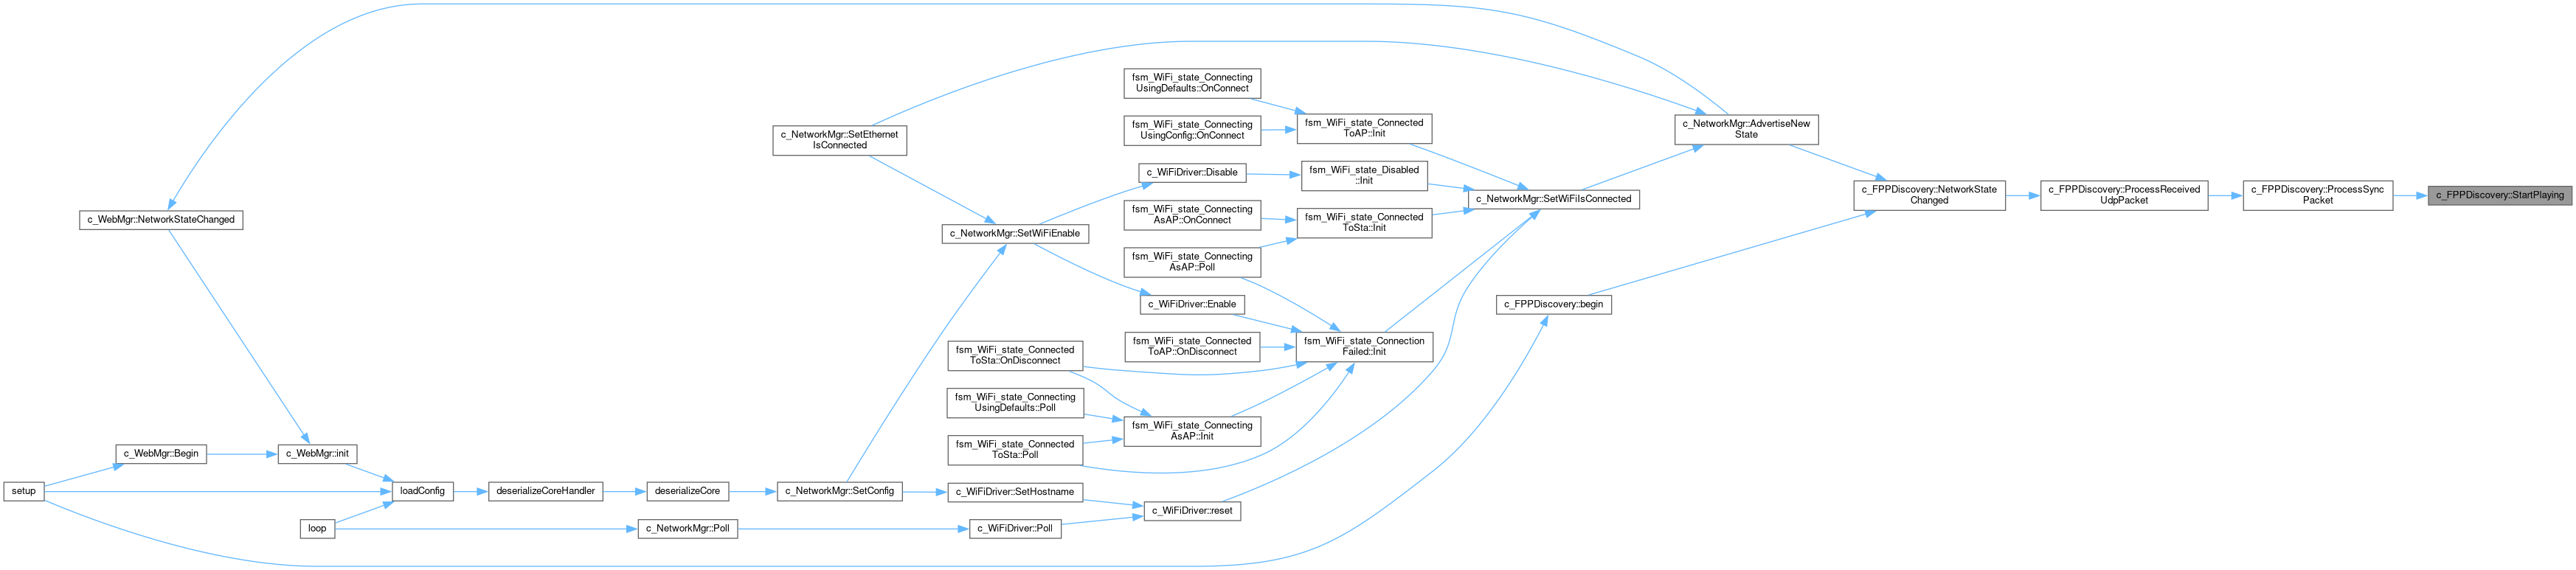 fsm_WiFi_state_Connecting
UsingDefaults::OnConnect
fsm_WiFi_state_Connecting
UsingConfig::OnConnect
fsm_WiFi_state_Connected
ToAP::Init
c_NetworkMgr::AdvertiseNew
State
c_NetworkMgr::SetEthernet
IsConnected
c_WiFiDriver::Disable
fsm_WiFi_state_Disabled
::Init
c_NetworkMgr::SetWiFiIsConnected
c_FPPDiscovery::NetworkState
Changed
c_FPPDiscovery::ProcessReceived
UdpPacket
c_FPPDiscovery::ProcessSync
Packet
c_FPPDiscovery::StartPlaying
c_WebMgr::NetworkStateChanged
c_NetworkMgr::SetWiFiEnable
fsm_WiFi_state_Connecting
AsAP::OnConnect
fsm_WiFi_state_Connected
ToSta::Init
fsm_WiFi_state_Connecting
AsAP::Poll
c_WiFiDriver::Enable
c_FPPDiscovery::begin
fsm_WiFi_state_Connected
ToSta::OnDisconnect
fsm_WiFi_state_Connected
ToAP::OnDisconnect
fsm_WiFi_state_Connection
Failed::Init
fsm_WiFi_state_Connecting
UsingDefaults::Poll
fsm_WiFi_state_Connecting
AsAP::Init
fsm_WiFi_state_Connected
ToSta::Poll
c_WebMgr::Begin
c_WebMgr::init
setup
loadConfig
deserializeCoreHandler
deserializeCore
c_NetworkMgr::SetConfig
c_WiFiDriver::SetHostname
c_WiFiDriver::reset
loop
c_NetworkMgr::Poll
c_WiFiDriver::Poll